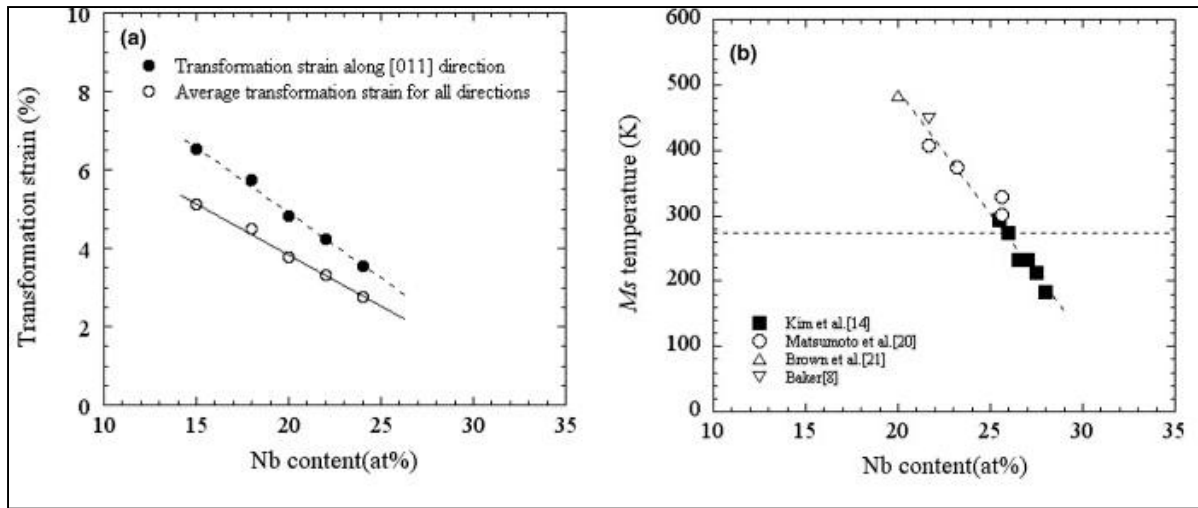 (a)
Transformation strain along [011] direction
Average transformation strain for all directions
Transformation strain (%)
10
8
6
4
2
0
10 15 20 25 30 35
Nb content(at%)
(b)
Ms temperature (K)
600
500
400
300
200
100
0
Kim et al.[14]
Matsumoto et al.[20]
Brown et al.[21]
Baker[8]
10 15 20 25 30 35
Nb content(at%)